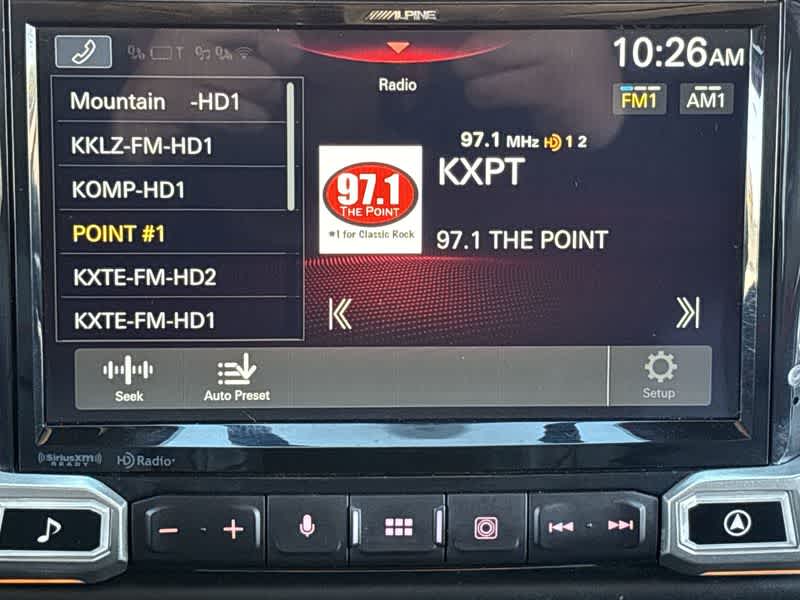 ALPINE
T
10:26 AM
Radio
FM1 AM1
Mountain -HD1
KKLZ-FM-HD1
KOMP-HD1
POINT #1
KXTE-FM-HD2
KXTE-FM-HD1
97.1 MHz HD 1 2
KXPT
97.1
THE POINT
#1 for Classic Rock
97.1 THE POINT
Seek
Auto Preset
Setup
((SiriusXM))
READY
HD Radio